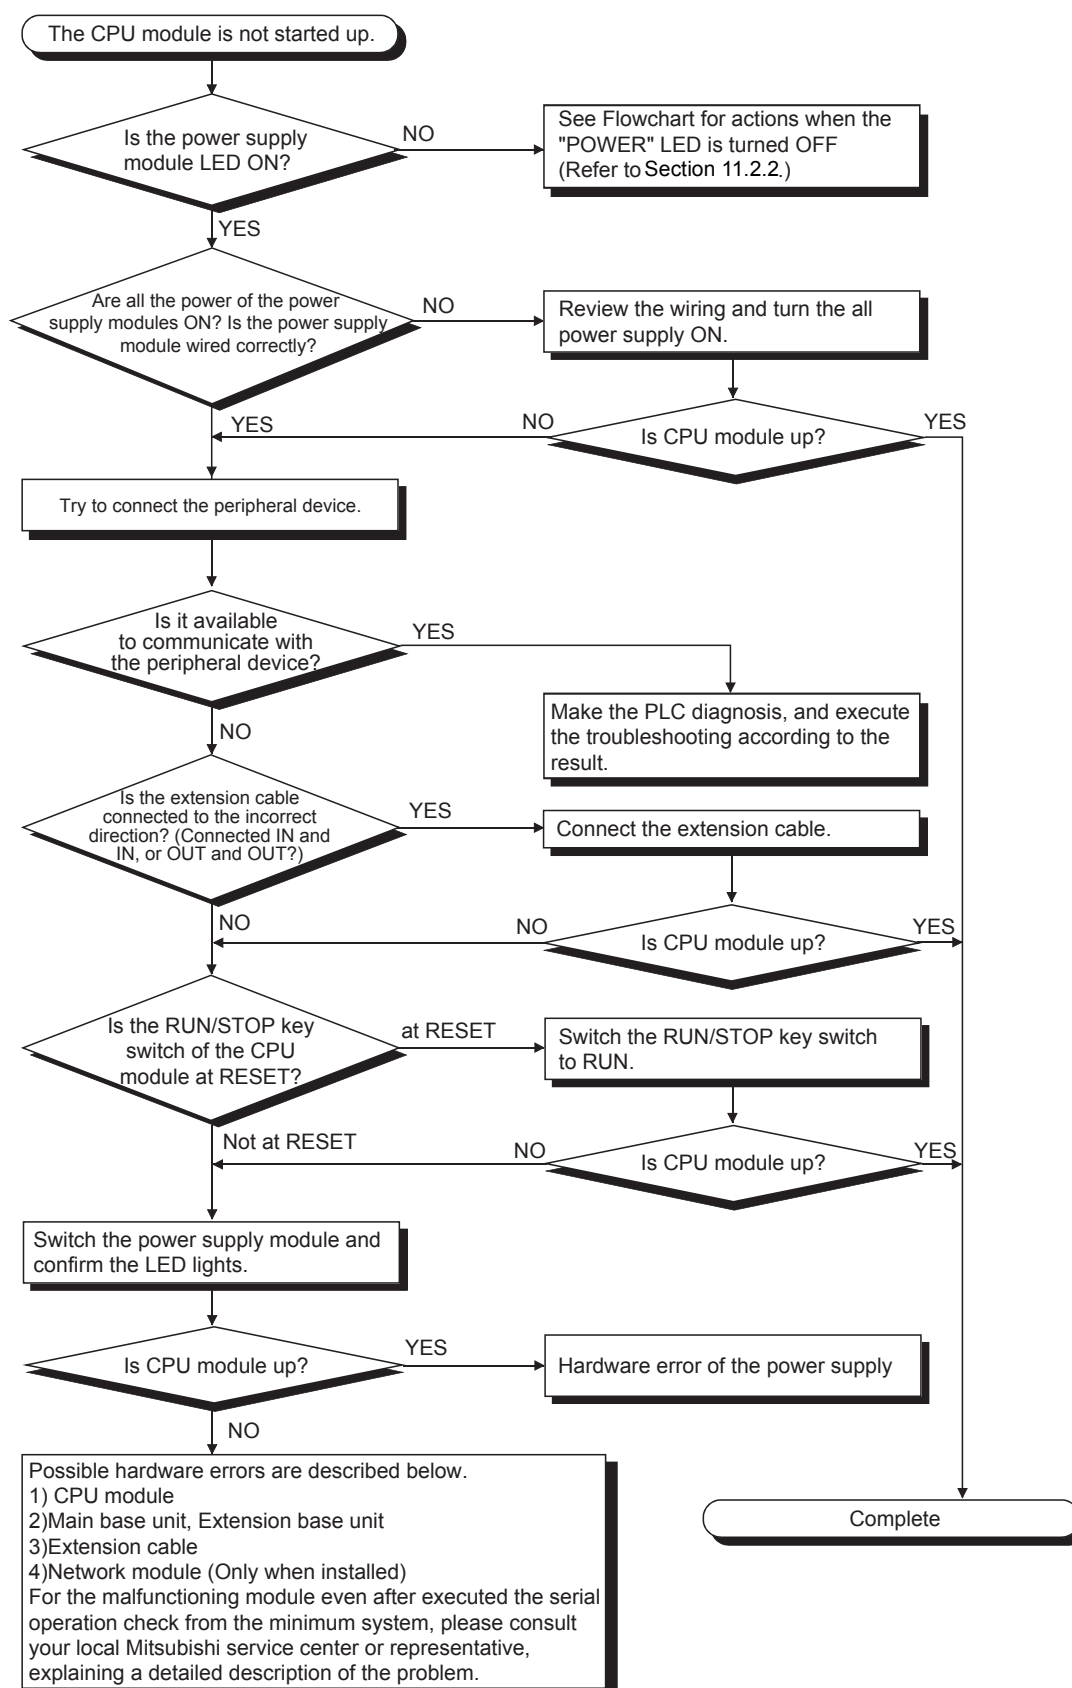 The CPU module is not started up.
Is the power supply
module LED ON?
NO
See Flowchart for actions when the
"POWER" LED is turned OFF
(Refer to Section 11.2.2.)
YES
Are all the power of the power
supply modules ON? Is the power supply
module wired correctly?
NO
Review the wiring and turn the all
power supply ON.
YES
NO
Is CPU module up?
YES
Try to connect the peripheral device.
Is it available
to communicate with
the peripheral device?
YES
Make the PLC diagnosis, and execute
the troubleshooting according to the
result.
NO
Is the extension cable
connected to the incorrect
direction? (Connected IN and
IN, or OUT and OUT?)
YES
Connect the extension cable.
NO
NO
Is CPU module up?
YES
Is the RUN/STOP key
switch of the CPU
module at RESET?
at RESET
Switch the RUN/STOP key switch
to RUN.
Not at RESET
NO
Is CPU module up?
YES
Switch the power supply module and
confirm the LED lights.
Is CPU module up?
YES
Hardware error of the power supply
NO
Possible hardware errors are described below.
1) CPU module
2)Main base unit, Extension base unit
3)Extension cable
4)Network module (Only when installed)
For the malfunctioning module even after executed the serial
operation check from the minimum system, please consult
your local Mitsubishi service center or representative,
explaining a detailed description of the problem.
Complete